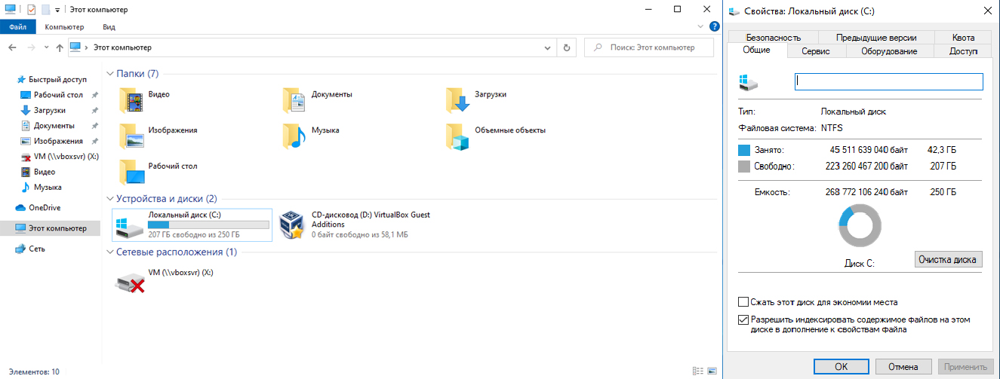 Этот компьютер
Файл
Компьютер
Вид
Этот компьютер
Поиск: Этот компьютер
Быстрый доступ
Рабочий стол
Загрузки
Документы
Изображения
VM (\\vboxsvr) (X:)
Видео
Музыка
OneDrive
Этот компьютер
Сеть
Папки (7)
Видео
Документы
Загрузки
Изображения
Музыка
Объемные объекты
Рабочий стол
Устройства и диски (2)
Локальный диск (C:)
207 ГБ свободно из 250 ГБ
CD-дисковод (D:) VirtualBox Guest
Additions
0 байт свободно из 58,1 МБ
Сетевые расположения (1)
VM (\\vboxsvr) (X:)
Элементов: 10
Свойства: Локальный диск (C:)
Безопасность
Предыдущие версии
Квота
Общие
Сервис
Оборудование
Доступ
Тип: Локальный диск
Файловая система: NTFS
Занято: 45 511 639 040 байт 42,3 ГБ
Свободно: 223 260 467 200 байт 207 ГБ
Емкость: 268 772 106 240 байт 250 ГБ
Диск C:
Очистка диска
Сжать этот диск для экономии места
Разрешить индексировать содержимое файлов на этом
диске в дополнение к свойствам файла
OK
Отмена
Применить